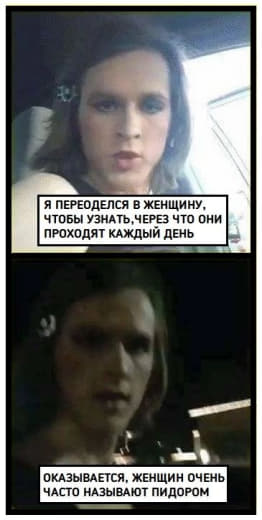 Я ПЕРЕОДЕЛСЯ В ЖЕНЩИНУ,
ЧТОБЫ УЗНАТЬ,ЧЕРЕЗ ЧТО ОНИ
ПРОХОДЯТ КАЖДЫЙ ДЕНЬ
ОКАЗЫВАЕТСЯ, ЖЕНЩИН ОЧЕНЬ
ЧАСТО НАЗЫВАЮТ ПИДОРОМ